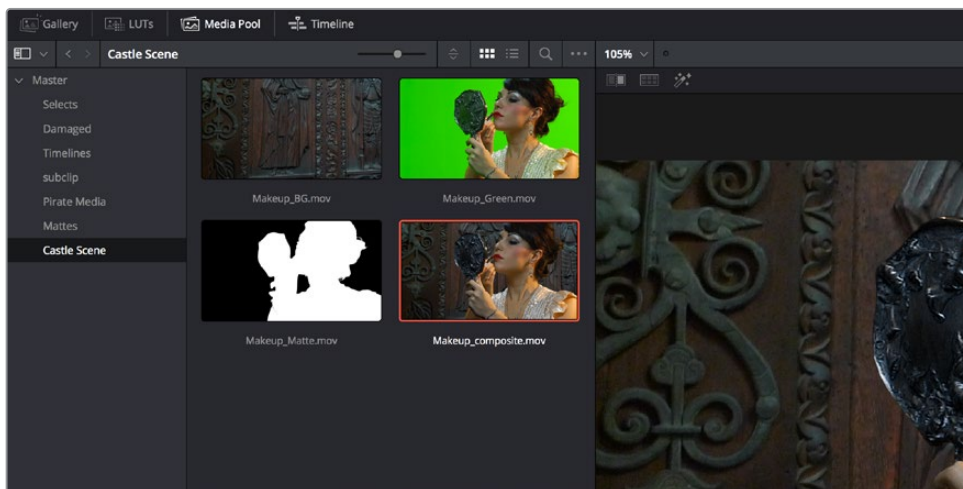 Gallery LUTs Media Pool Timeline
Castle Scene 105%
Master
Selects
Damaged
Timelines
subclip
Pirate Media
Mattes
Castle Scene
Makeup_BG.mov Makeup_Green.mov
Makeup_Matte.mov Makeup_composite.mov